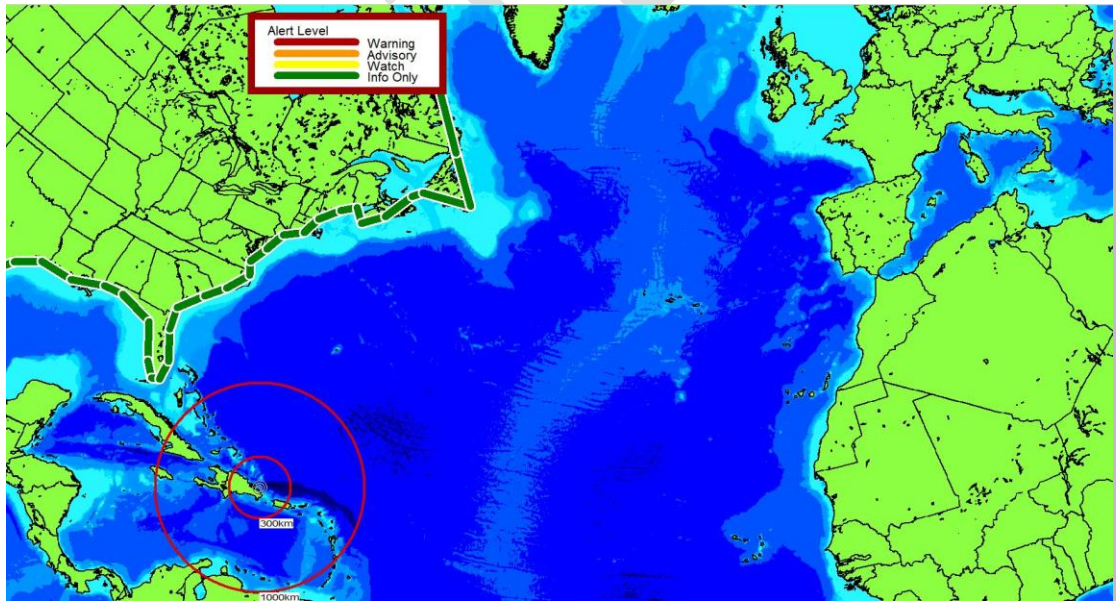 Alert Level
Warning
Advisory
Watch
Info Only
300km
1000km